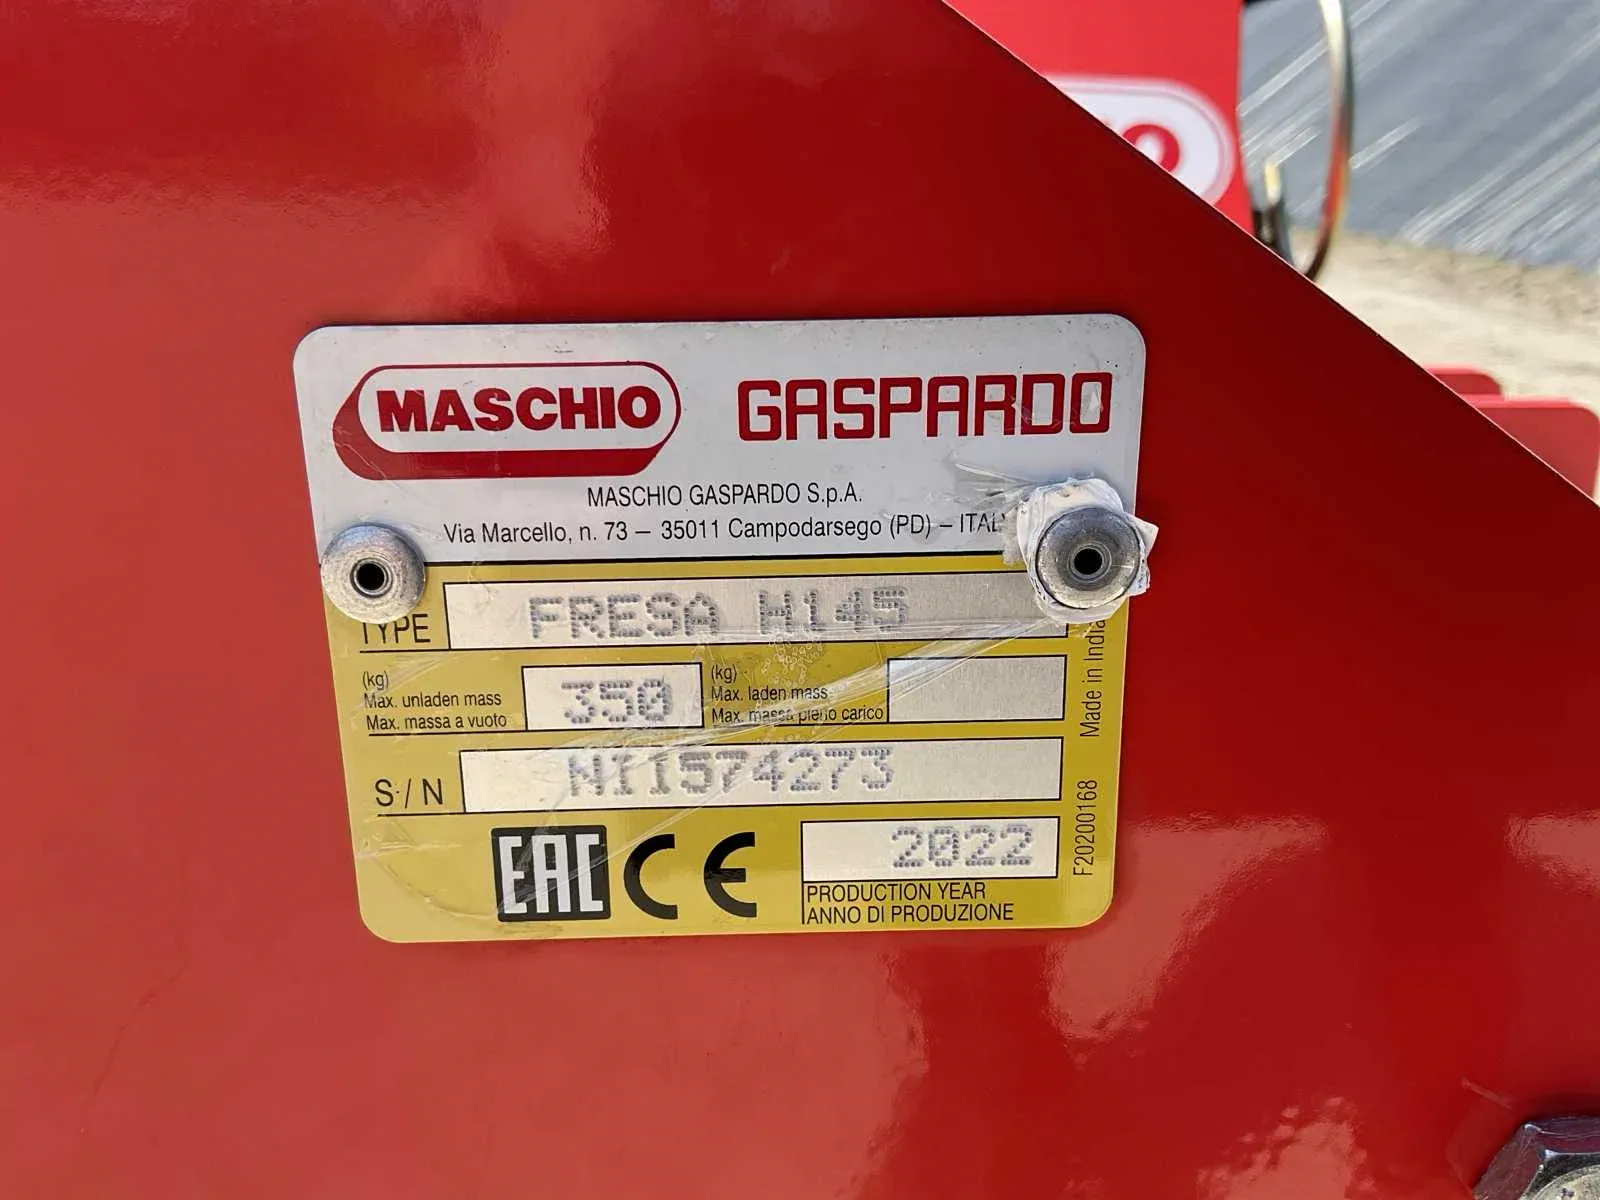 MASCHIO GASPARDO
MASCHIO GASPARDO S.p.A.
Via Marcello, n. 73 – 35011 Campodarsego (PD) – ITALY
TYPE FRESA H145
(kg)
Max. unladen mass
Max. massa a vuoto
350
(kg)
Max. laden mass
Max. massa pieno carico
S/N NII574273
EAC CE
2022
PRODUCTION YEAR
ANNO DI PRODUZIONE
F20200168 Made in India